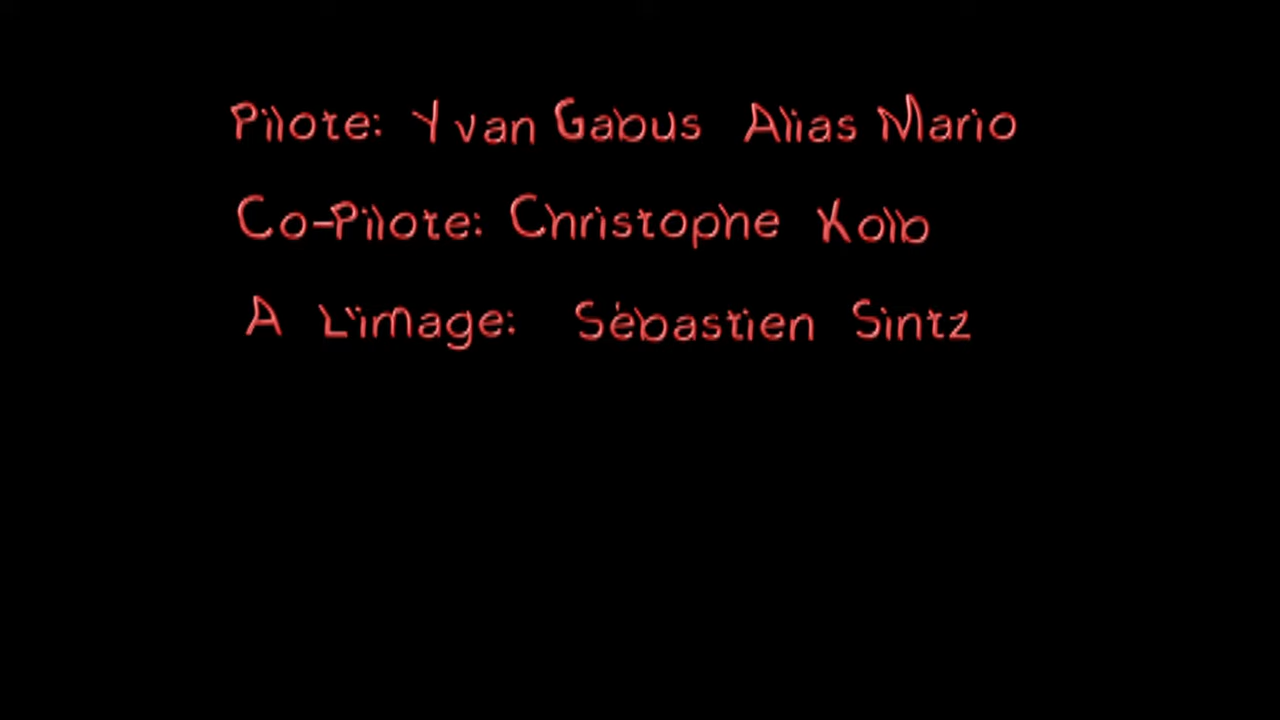 Pilote: Yvan Gabus Alias Mario
Co-Pilote: Christophe Kolb
A L'image: Sébastien Sintz